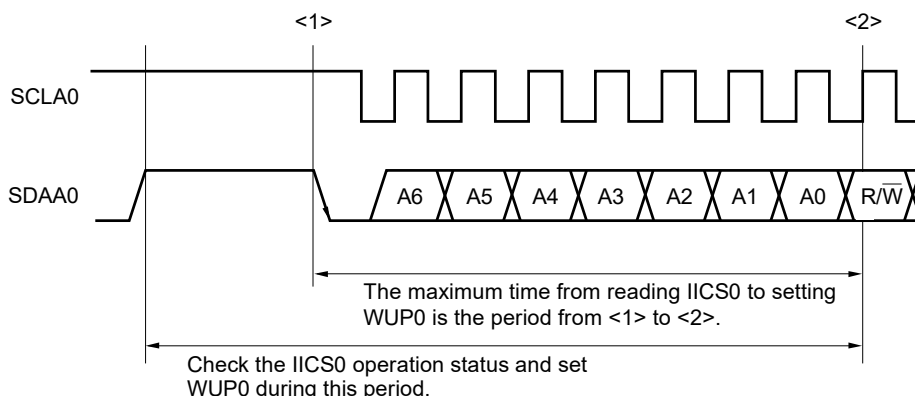 <1> <2>
SCLA0
SDAA0 A6 A5 A4 A3 A2 A1 A0 R/W̅
The maximum time from reading IICS0 to setting
WUP0 is the period from <1> to <2>.
Check the IICS0 operation status and set
WUP0 during this period.